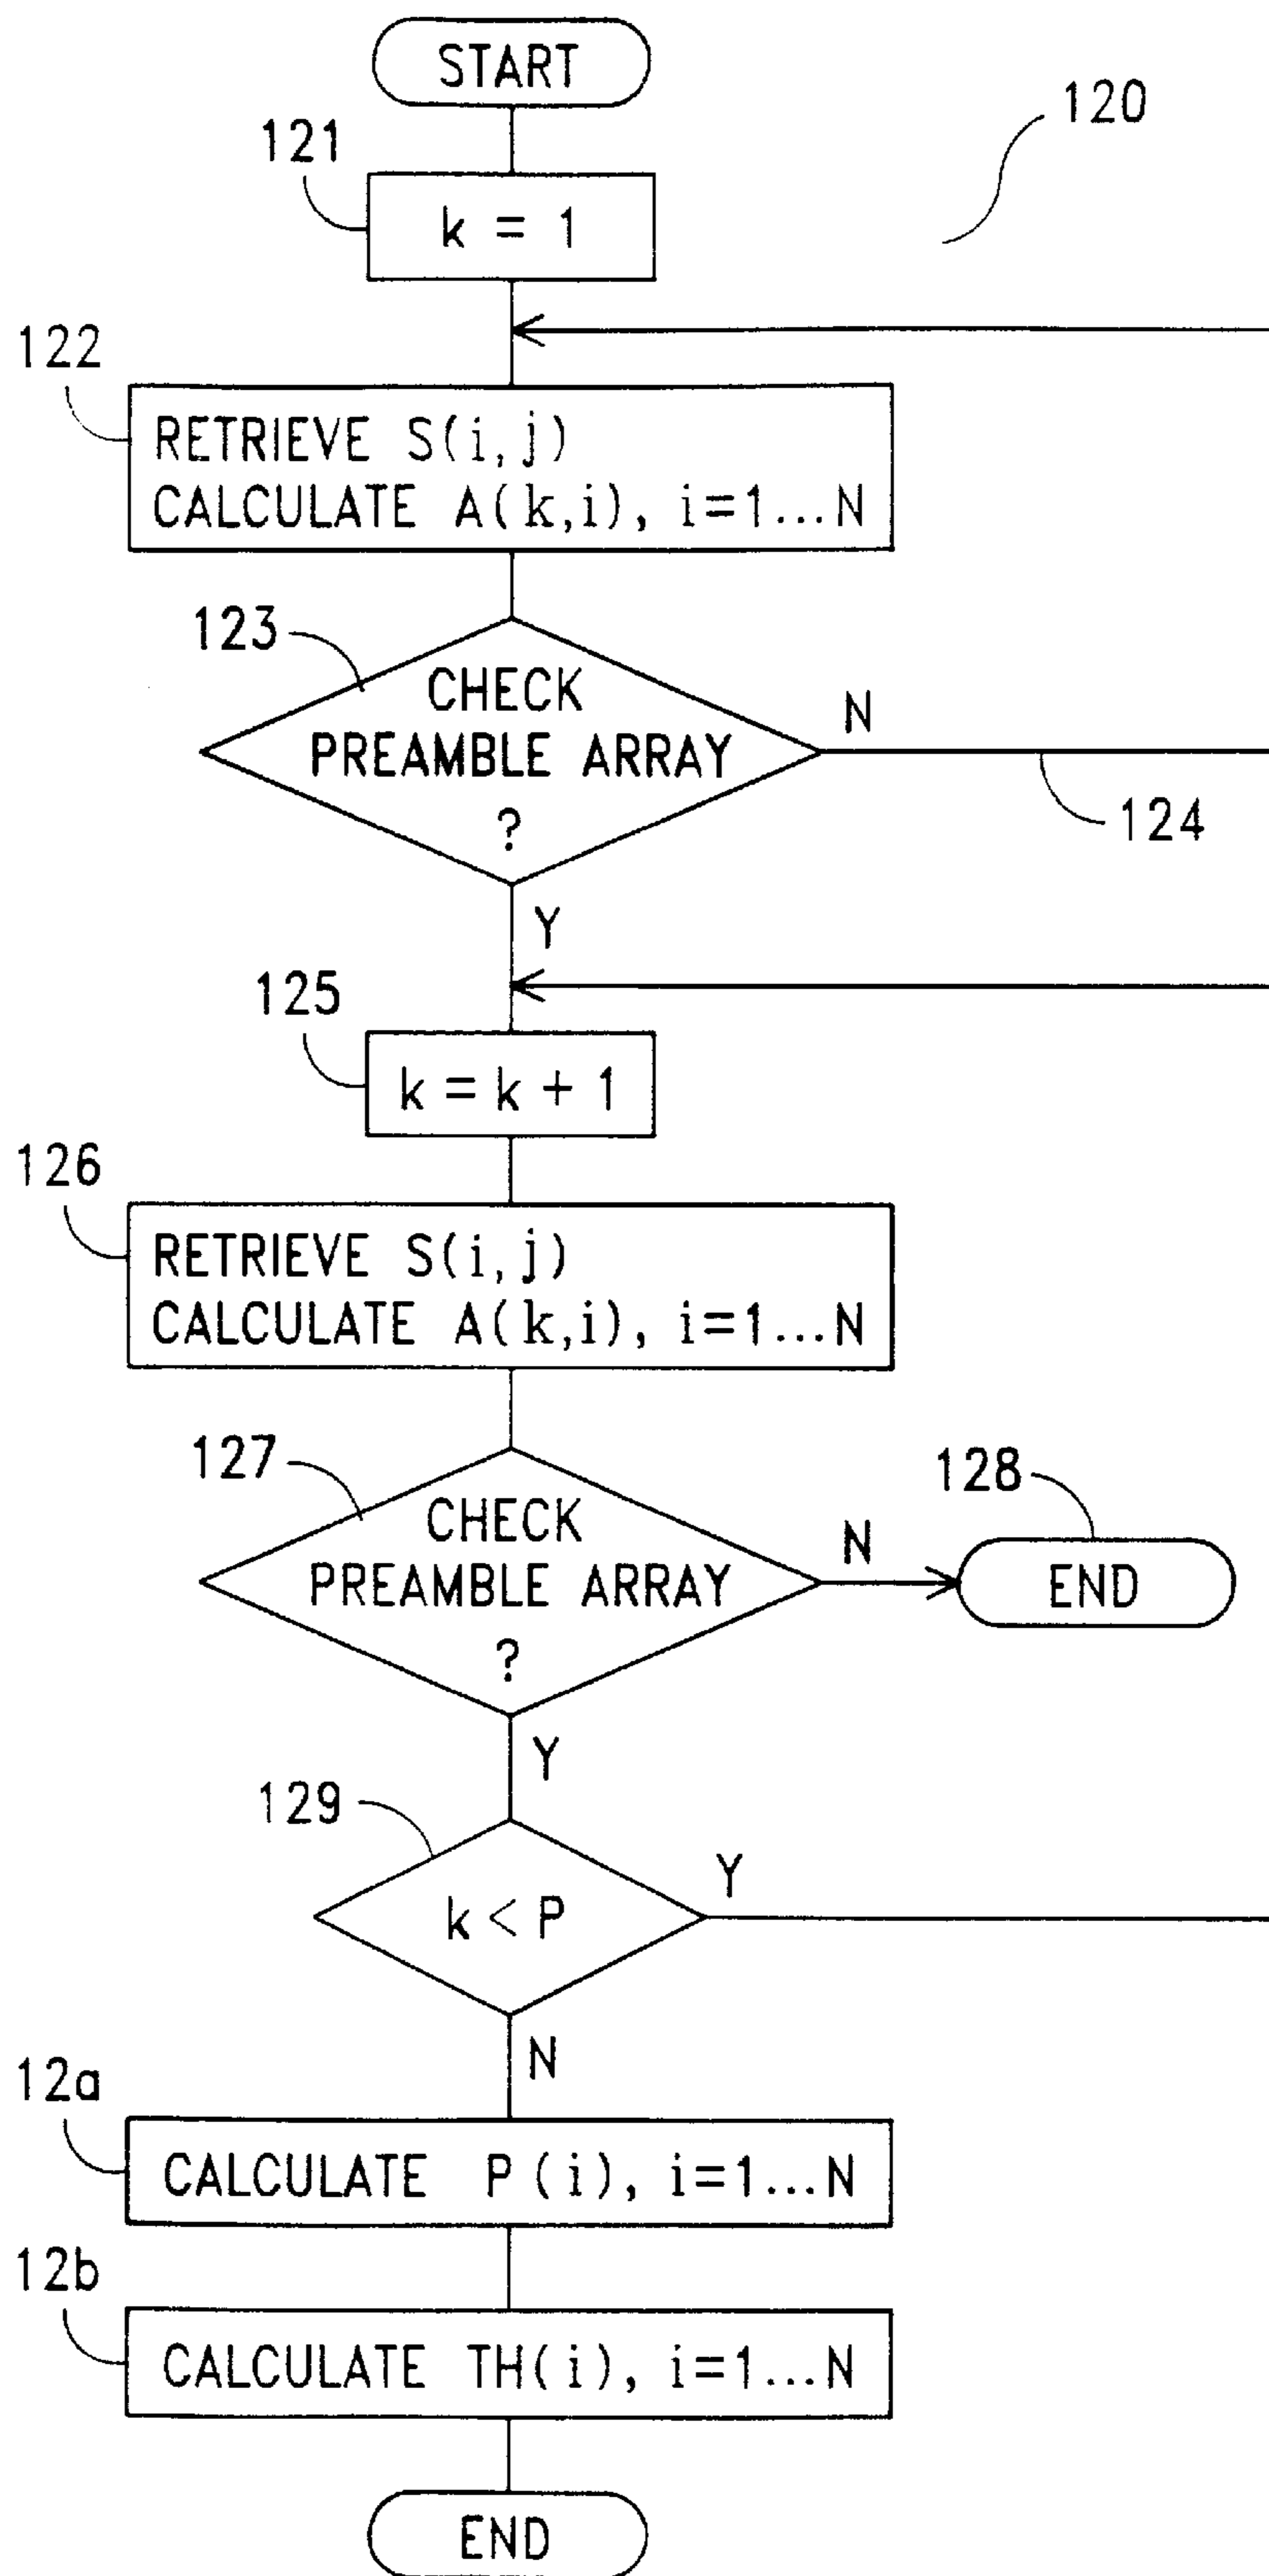 START
120
121
k = 1
122
RETRIEVE S(i,j)
CALCULATE A(k,i), i=1...N
123
CHECK
PREAMBLE ARRAY
?
N
124
Y
125
k = k + 1
126
RETRIEVE S(i,j)
CALCULATE A(k,i), i=1...N
127
CHECK
PREAMBLE ARRAY
?
N
128
END
Y
129
k < P
Y
N
12a
CALCULATE P(i), i=1...N
12b
CALCULATE TH(i), i=1...N
END